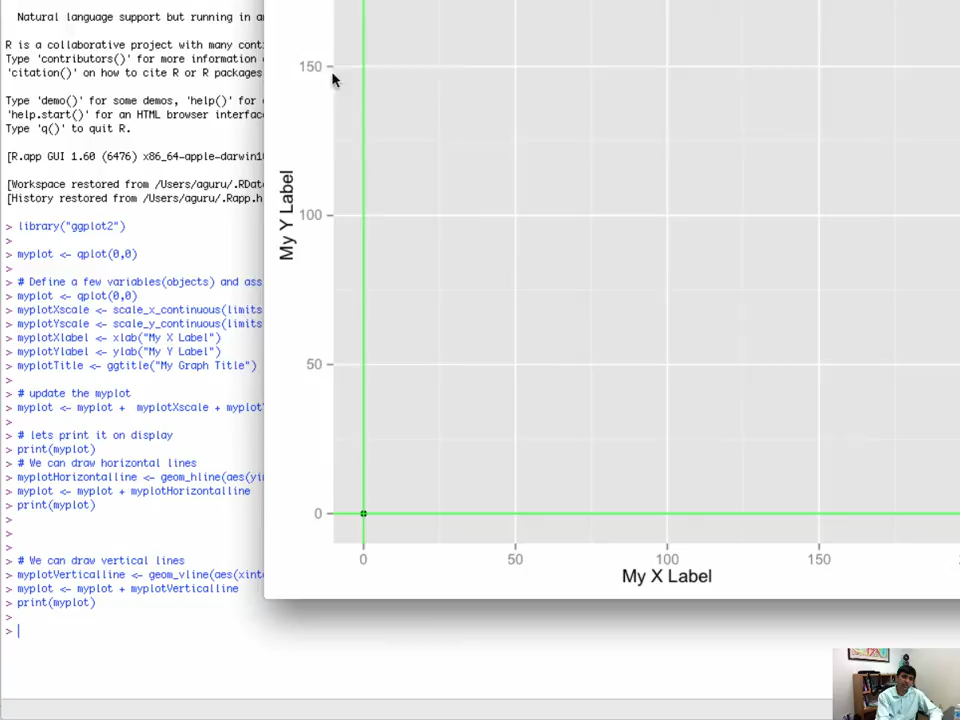 Natural language support but running in an
R is a collaborative project with many cont
Type 'contributors()' for more information
'citation()' on how to cite R or R packages
Type 'demo()' for some demos, 'help()' for
'help.start()' for an HTML browser interfac
Type 'q()' to quit R.
[R.app GUI 1.60 (6476) x86_64-apple-darwin1
[Workspace restored from /Users/aguru/.RDat
[History restored from /Users/aguru/.Rapp.h
> library("ggplot2")
>
> myplot <- qplot(0,0)
>
> # Define a few variables(objects) and ass
> myplot <- qplot(0,0)
> myplotXscale <- scale_x_continuous(limits
> myplotYscale <- scale_y_continuous(limits
> myplotXlabel <- xlab("My X Label")
> myplotYlabel <- ylab("My Y Label")
> myplotTitle <- ggtitle("My Graph Title")
>
> # update the myplot
> myplot <- myplot +  myplotXscale + myplotY
>
> # lets print it on display
> print(myplot)
> # We can draw horizontal lines
> myplotHorizontalline <- geom_hline(aes(yin
> myplot <- myplot + myplotHorizontalline
> print(myplot)
>
>
>
> # We can draw vertical lines
> myplotVerticalline <- geom_vline(aes(xint
> myplot <- myplot + myplotVerticalline
> print(myplot)
>
>
My Y Label
150
100
50
0
0 50 100 150
My X Label